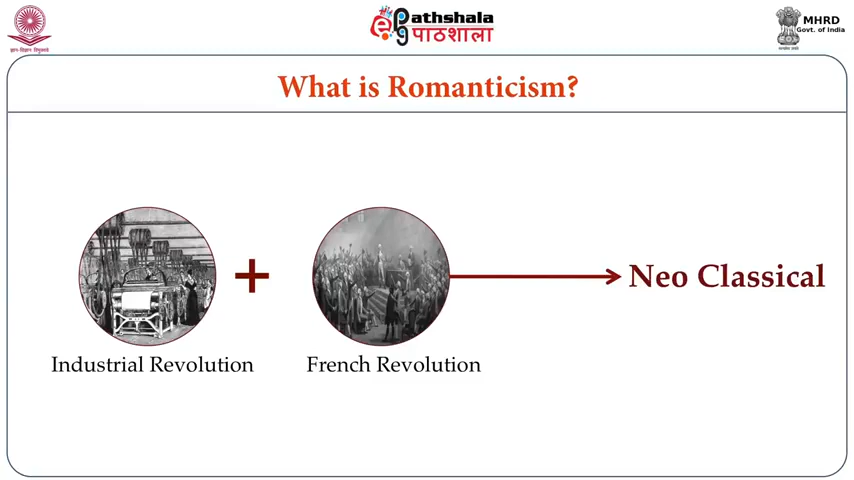 ePathshala
पाठशाला
MHRD
Govt. of India
What is Romanticism?
Neo Classical
Industrial Revolution
French Revolution